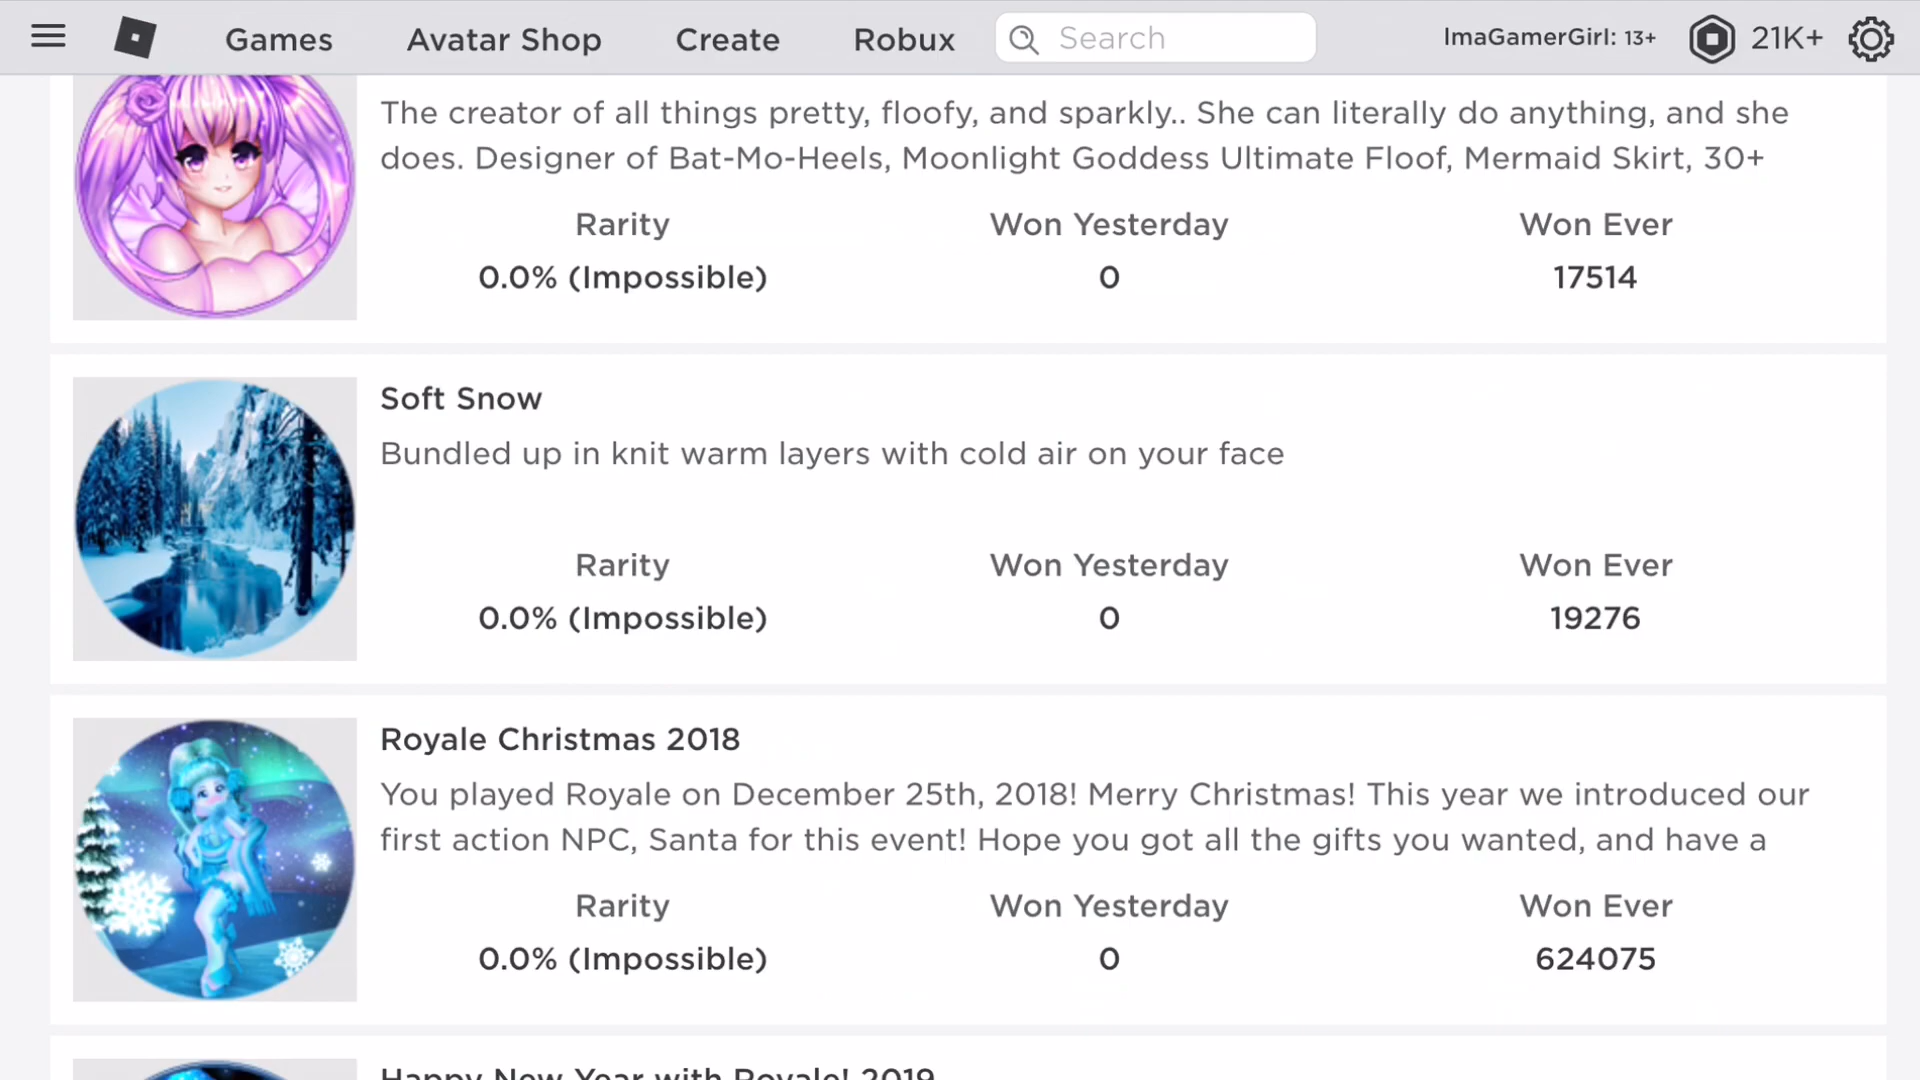 Games Avatar Shop Create Robux Search ImaGamerGirl: 13+ 21K+
The creator of all things pretty, floofy, and sparkly.. She can literally do anything, and she
does. Designer of Bat-Mo-Heels, Moonlight Goddess Ultimate Floof, Mermaid Skirt, 30+
Rarity Won Yesterday Won Ever
0.0% (Impossible) 0 17514
Soft Snow
Bundled up in knit warm layers with cold air on your face
Rarity Won Yesterday Won Ever
0.0% (Impossible) 0 19276
Royale Christmas 2018
You played Royale on December 25th, 2018! Merry Christmas! This year we introduced our
first action NPC, Santa for this event! Hope you got all the gifts you wanted, and have a
Rarity Won Yesterday Won Ever
0.0% (Impossible) 0 624075
Happy New Year with Royale! 2019